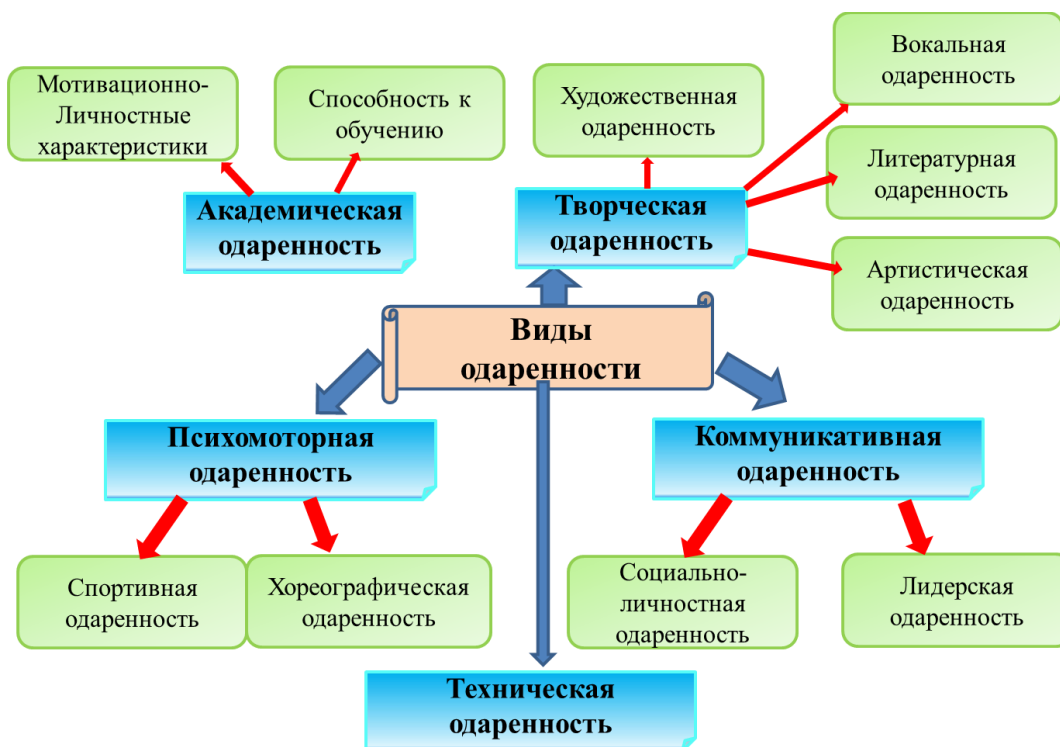 Вокальная
одаренность
Мотивационно-
Личностные
характеристики
Способность к
обучению
Художественная
одаренность
Литературная
одаренность
Академическая
одаренность
Творческая
одаренность
Артистическая
одаренность
Виды
одаренности
Психомоторная
одаренность
Коммуникативная
одаренность
Спортивная
одаренность
Хореографическая
одаренность
Социально-
личностная
одаренность
Лидерская
одаренность
Техническая
одаренность